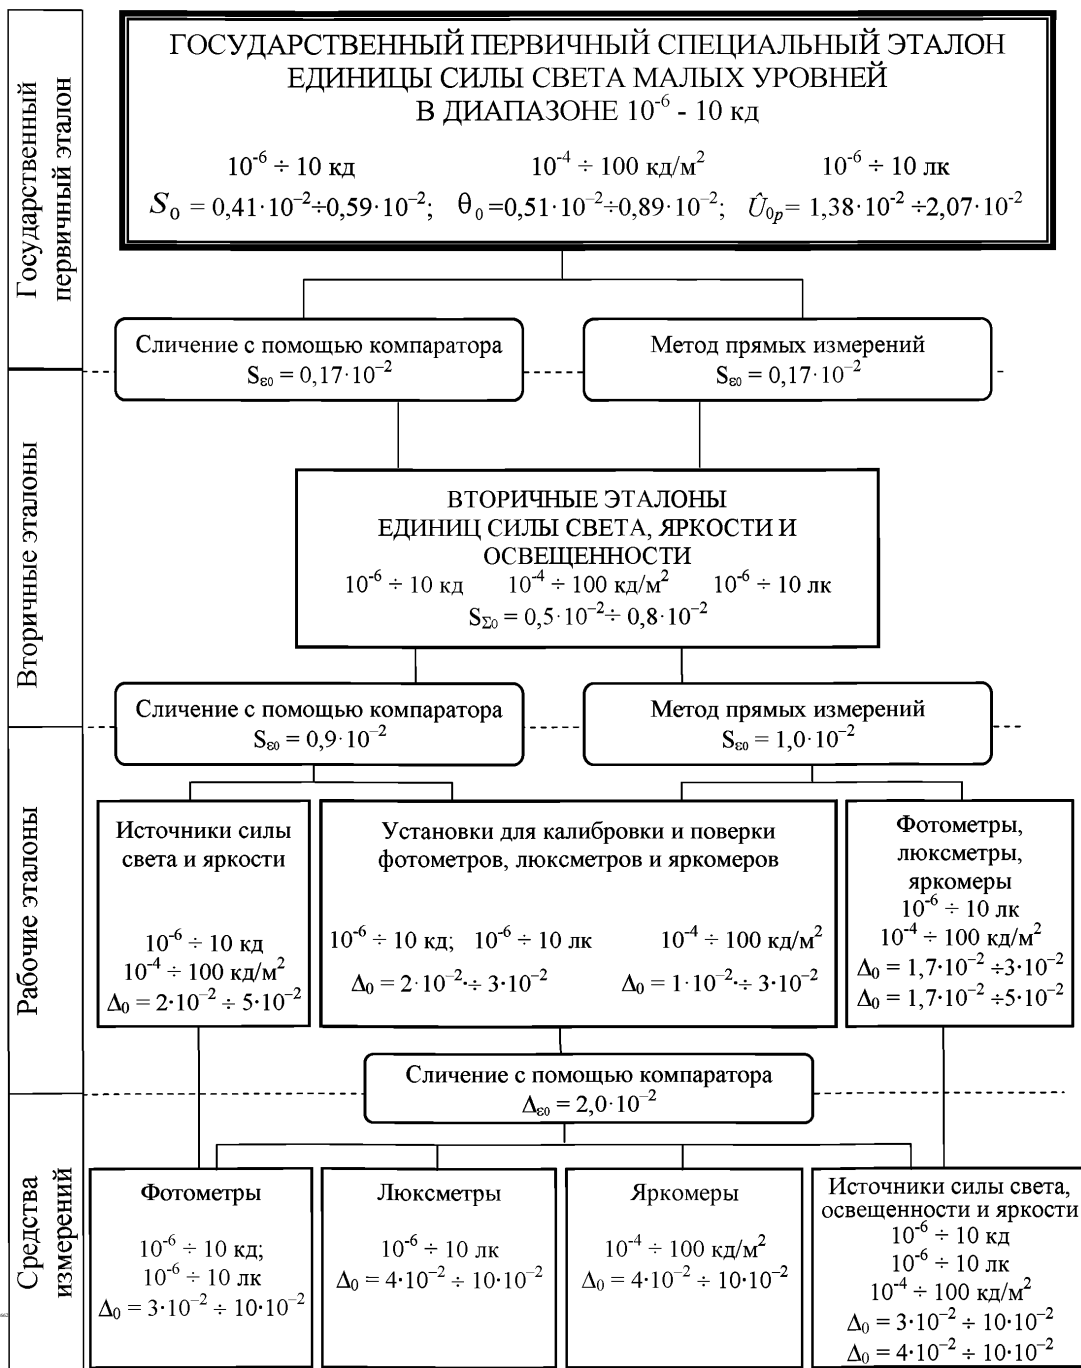 Государственный
первичный эталон
ГОСУДАРСТВЕННЫЙ ПЕРВИЧНЫЙ СПЕЦИАЛЬНЫЙ ЭТАЛОН
ЕДИНИЦЫ СИЛЫ СВЕТА МАЛЫХ УРОВНЕЙ
В ДИАПАЗОНЕ 10⁻⁶ - 10 кд
10⁻⁶ ÷ 10 кд 10⁻⁴ ÷ 100 кд/м² 10⁻⁶ ÷ 10 лк
S₀ = 0,41·10⁻²÷0,59·10⁻²; θ₀ =0,51·10⁻²÷0,89·10⁻²; Û₀ₚ= 1,38·10⁻² ÷2,07·10⁻²
Сличение с помощью компаратора
Sε₀ = 0,17·10⁻²
Метод прямых измерений
Sε₀ = 0,17·10⁻²
Вторичные эталоны
ВТОРИЧНЫЕ ЭТАЛОНЫ
ЕДИНИЦ СИЛЫ СВЕТА, ЯРКОСТИ И
ОСВЕЩЕННОСТИ
10⁻⁶ ÷ 10 кд 10⁻⁴ ÷ 100 кд/м² 10⁻⁶ ÷ 10 лк
SΣ₀ = 0,5·10⁻²÷ 0,8·10⁻²
Сличение с помощью компаратора
Sε₀ = 0,9·10⁻²
Метод прямых измерений
Sε₀ = 1,0·10⁻²
Рабочие эталоны
Источники силы
света и яркости
10⁻⁶ ÷ 10 кд
10⁻⁴ ÷ 100 кд/м²
Δ₀ = 2·10⁻² ÷ 5·10⁻²
Установки для калибровки и поверки
фотометров, люксметров и яркомеров
10⁻⁶ ÷ 10 кд; 10⁻⁶ ÷ 10 лк 10⁻⁴ ÷ 100 кд/м²
Δ₀ = 2·10⁻²·÷ 3·10⁻² Δ₀ = 1·10⁻²·÷ 3·10⁻²
Фотометры,
люксметры,
яркомеры
10⁻⁶ ÷ 10 лк
10⁻⁴ ÷ 100 кд/м²
Δ₀ = 1,7·10⁻² ÷3·10⁻²
Δ₀ = 1,7·10⁻² ÷5·10⁻²
Сличение с помощью компаратора
Δε₀ = 2,0·10⁻²
Средства
измерений
Фотометры
10⁻⁶ ÷ 10 кд;
10⁻⁶ ÷ 10 лк
Δ₀ = 3·10⁻² ÷ 10·10⁻²
Люксметры
10⁻⁶ ÷ 10 лк
Δ₀ = 4·10⁻² ÷ 10·10⁻²
Яркомеры
10⁻⁴ ÷ 100 кд/м²
Δ₀ = 4·10⁻² ÷ 10·10⁻²
Источники силы света,
освещенности и яркости
10⁻⁶ ÷ 10 кд
10⁻⁶ ÷ 10 лк
10⁻⁴ ÷ 100 кд/м²
Δ₀ = 3·10⁻² ÷ 10·10⁻²
Δ₀ = 4·10⁻² ÷ 10·10⁻²